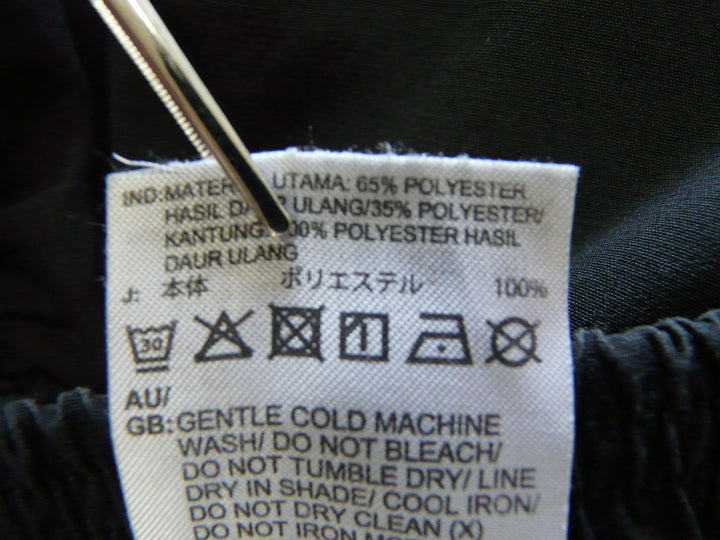 IND: UTAMA: 65% POLYESTER
HASIL ULANG/35% POLYESTER/
KANTUNG: POLYESTER HASIL
DAUR ULANG
J: 本体 ポリエステル 100%
30
AU/
GB: GENTLE COLD MACHINE
WASH/ DO NOT BLEACH/
DO NOT TUMBLE DRY/ LINE
DRY IN SHADE/ COOL IRON/
DO NOT DRY CLEAN (X)
DO NOT IRON